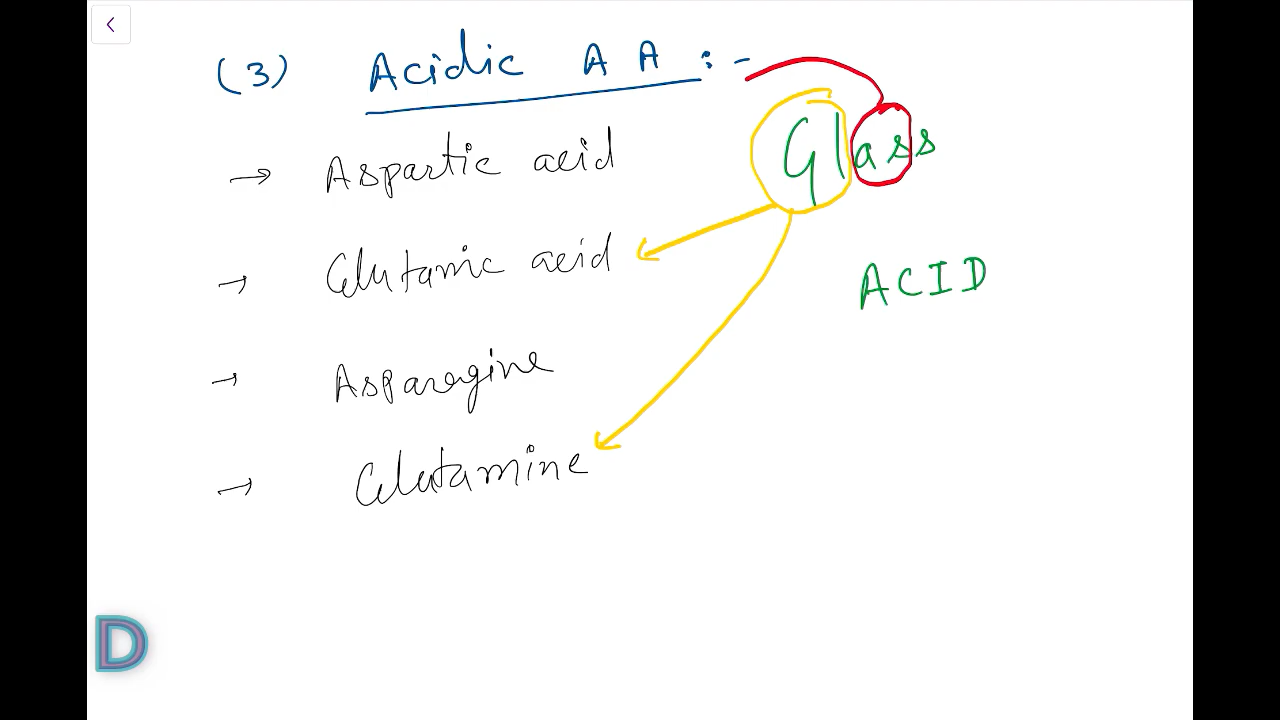 (3) Acidic A A :-
Glass
→ Aspartic acid
→ Glutamic acid
ACID
→ Asparagine
→ Glutamine
D